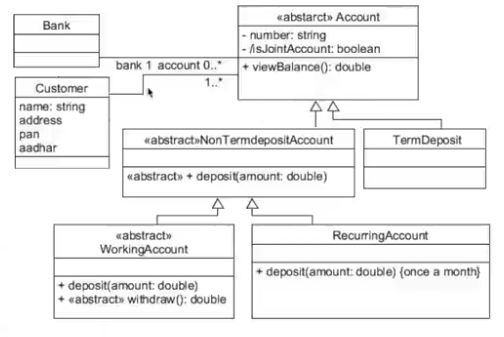 Bank
«abstarct» Account
- number: string
- /isJointAccount: boolean
+ viewBalance(): double
bank 1 account 0..*
1..*
Customer
name: string
address
pan
aadhar
«abstract»NonTermdepositAccount
«abstract» + deposit(amount: double)
TermDeposit
«abstract»
WorkingAccount
+ deposit(amount: double)
+ «abstract» withdraw(): double
RecurringAccount
+ deposit(amount: double) {once a month}